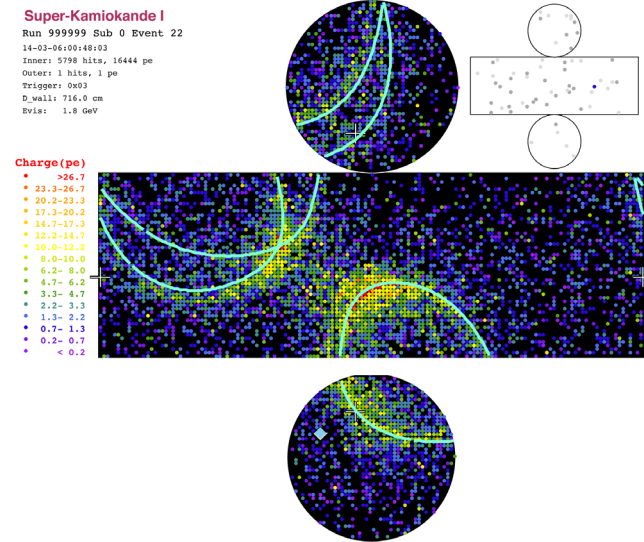 Super-Kamiokande I
Run 999999 Sub 0 Event 22
14-03-06:00:48:03
Inner: 5798 hits, 16444 pe
Outer: 1 hits, 1 pe
Trigger: 0x03
D_wall: 716.0 cm
Evis: 1.8 GeV
Charge(pe)
>26.7
23.3-26.7
20.2-23.3
17.3-20.2
14.7-17.3
12.2-14.7
10.0-12.2
8.0-10.0
6.2- 8.0
4.7- 6.2
3.3- 4.7
2.2- 3.3
1.3- 2.2
0.7- 1.3
0.2- 0.7
< 0.2